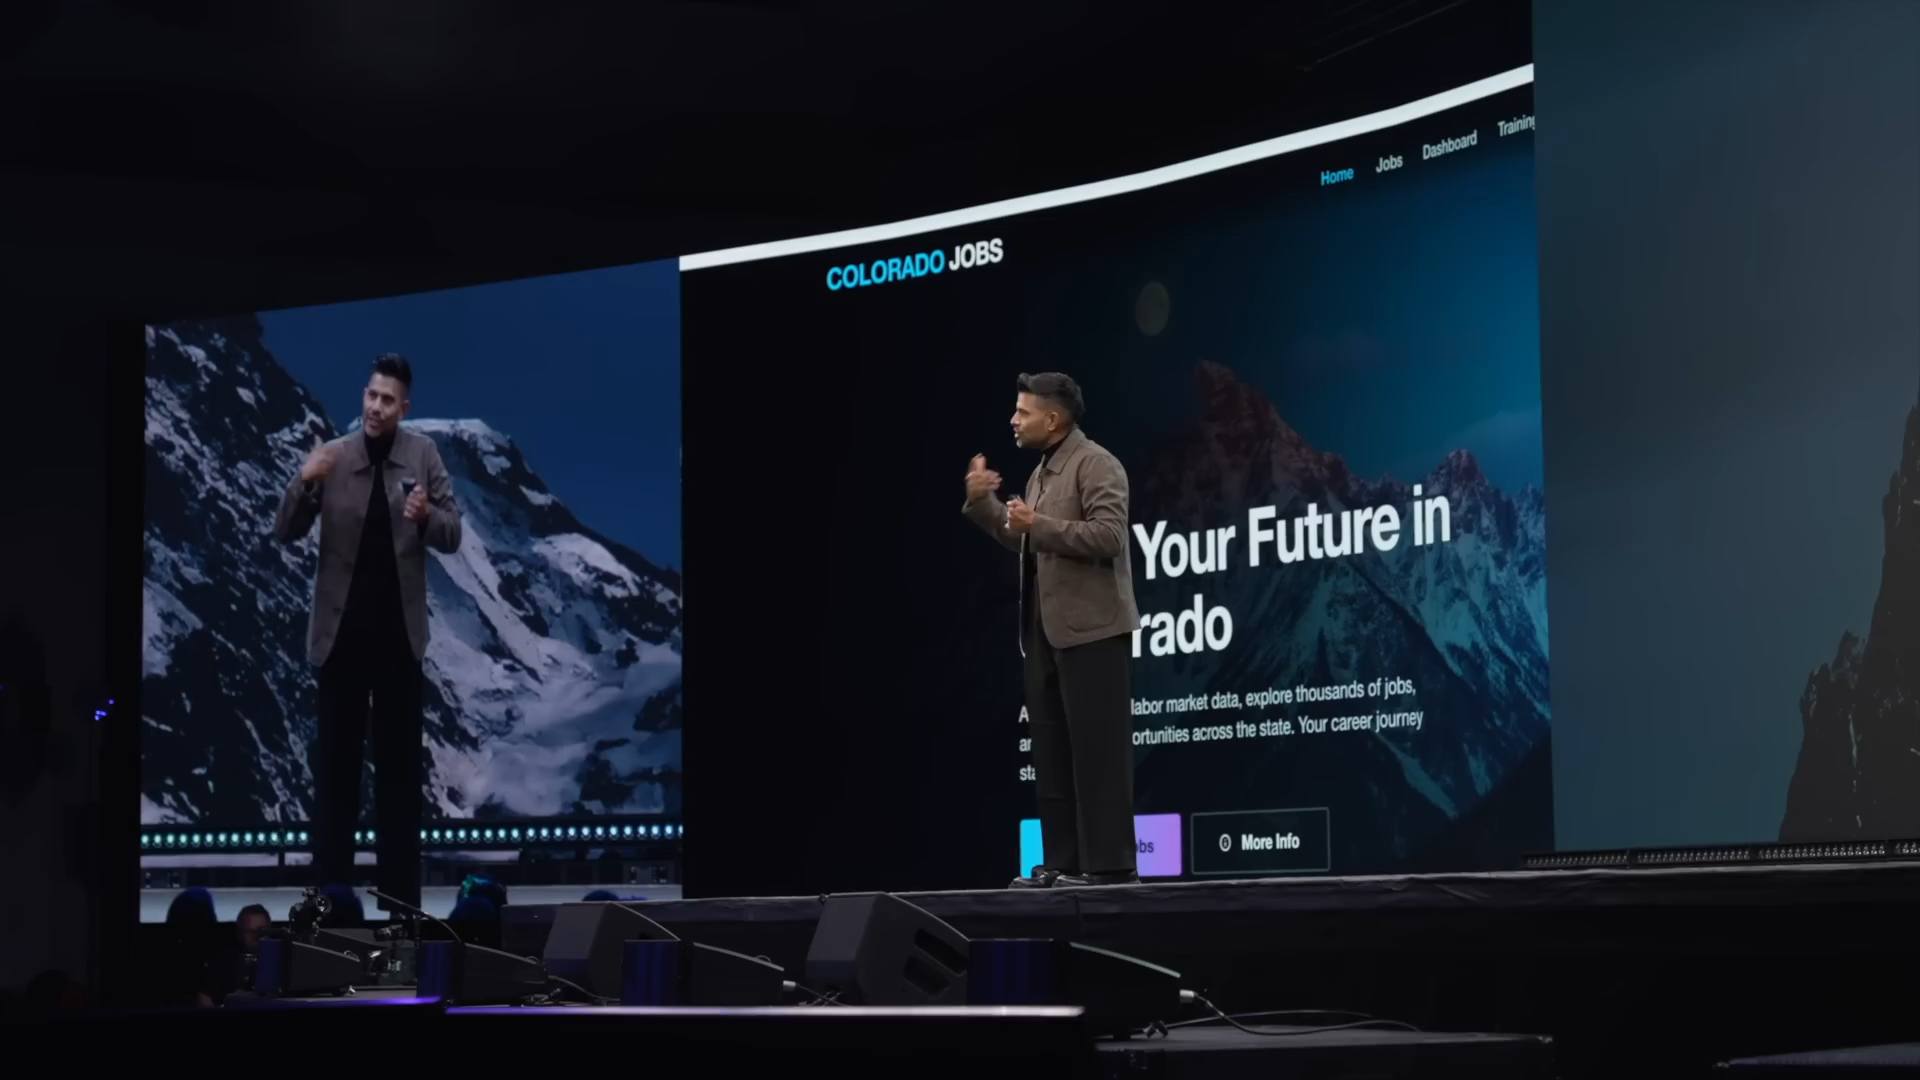 Home Jobs Dashboard Training
COLORADO JOBS
Your Future in
rado
labor market data, explore thousands of jobs,
ortunities across the state. Your career journey
More Info